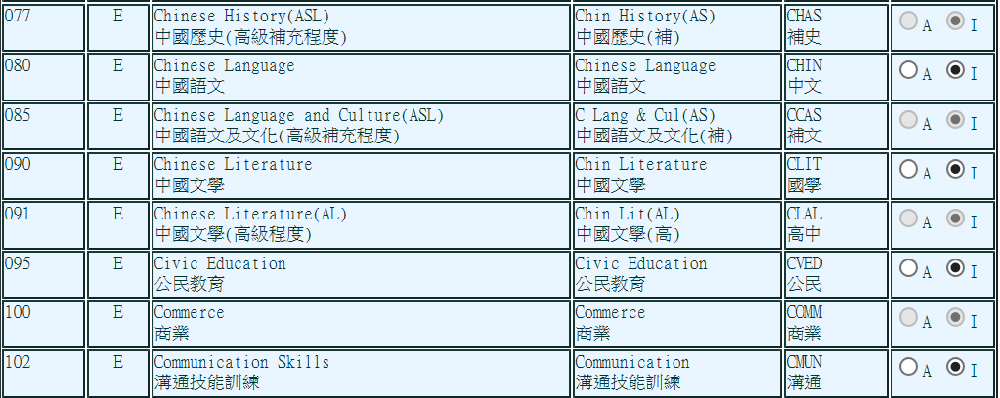 077 E Chinese History(ASL) Chin History(AS) CHAS A I
中國歷史(高級補充程度) 中國歷史(補) 補史
080 E Chinese Language Chinese Language CHIN A I
中國語文 中國語文 中文
085 E Chinese Language and Culture(ASL) C Lang & Cul(AS) CCAS A I
中國語文及文化(高級補充程度) 中國語文及文化(補) 補文
090 E Chinese Literature Chin Literature CLIT A I
中國文學 中國文學 國學
091 E Chinese Literature(AL) Chin Lit(AL) CLAL A I
中國文學(高級程度) 中國文學(高) 高中
095 E Civic Education Civic Education CVED A I
公民教育 公民教育 公民
100 E Commerce Commerce COMM A I
商業 商業 商業
102 E Communication Skills Communication CMUN A I
溝通技能訓練 溝通技能訓練 溝通